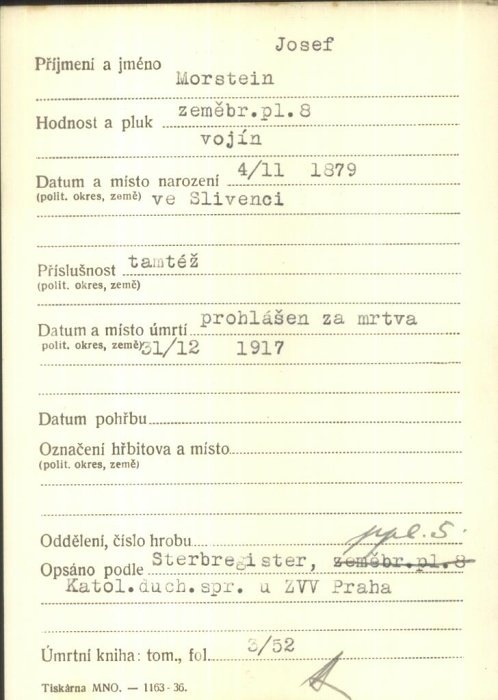 Josef
Příjmení a jméno
Morstein
Hodnost a pluk zeměbr.pl.8
vojín
Datum a místo narození 4/11 1879
(polit. okres, země) ve Slivenci
Příslušnost tamtéž
(polit. okres, země)
Datum a místo úmrtí prohlášen za mrtva
polit. okres, země) 31/12 1917
Datum pohřbu
Označení hřbitova a místo
(polit. okres, země)
Oddělení, číslo hrobu ppl. 5.
Opsáno podle Sterbregister, zeměbr.pl.8
Katol.duch.spr. u ZVV Praha
Úmrtní kniha: tom., fol. 3/52
Tiskárna MNO. — 1163-36.